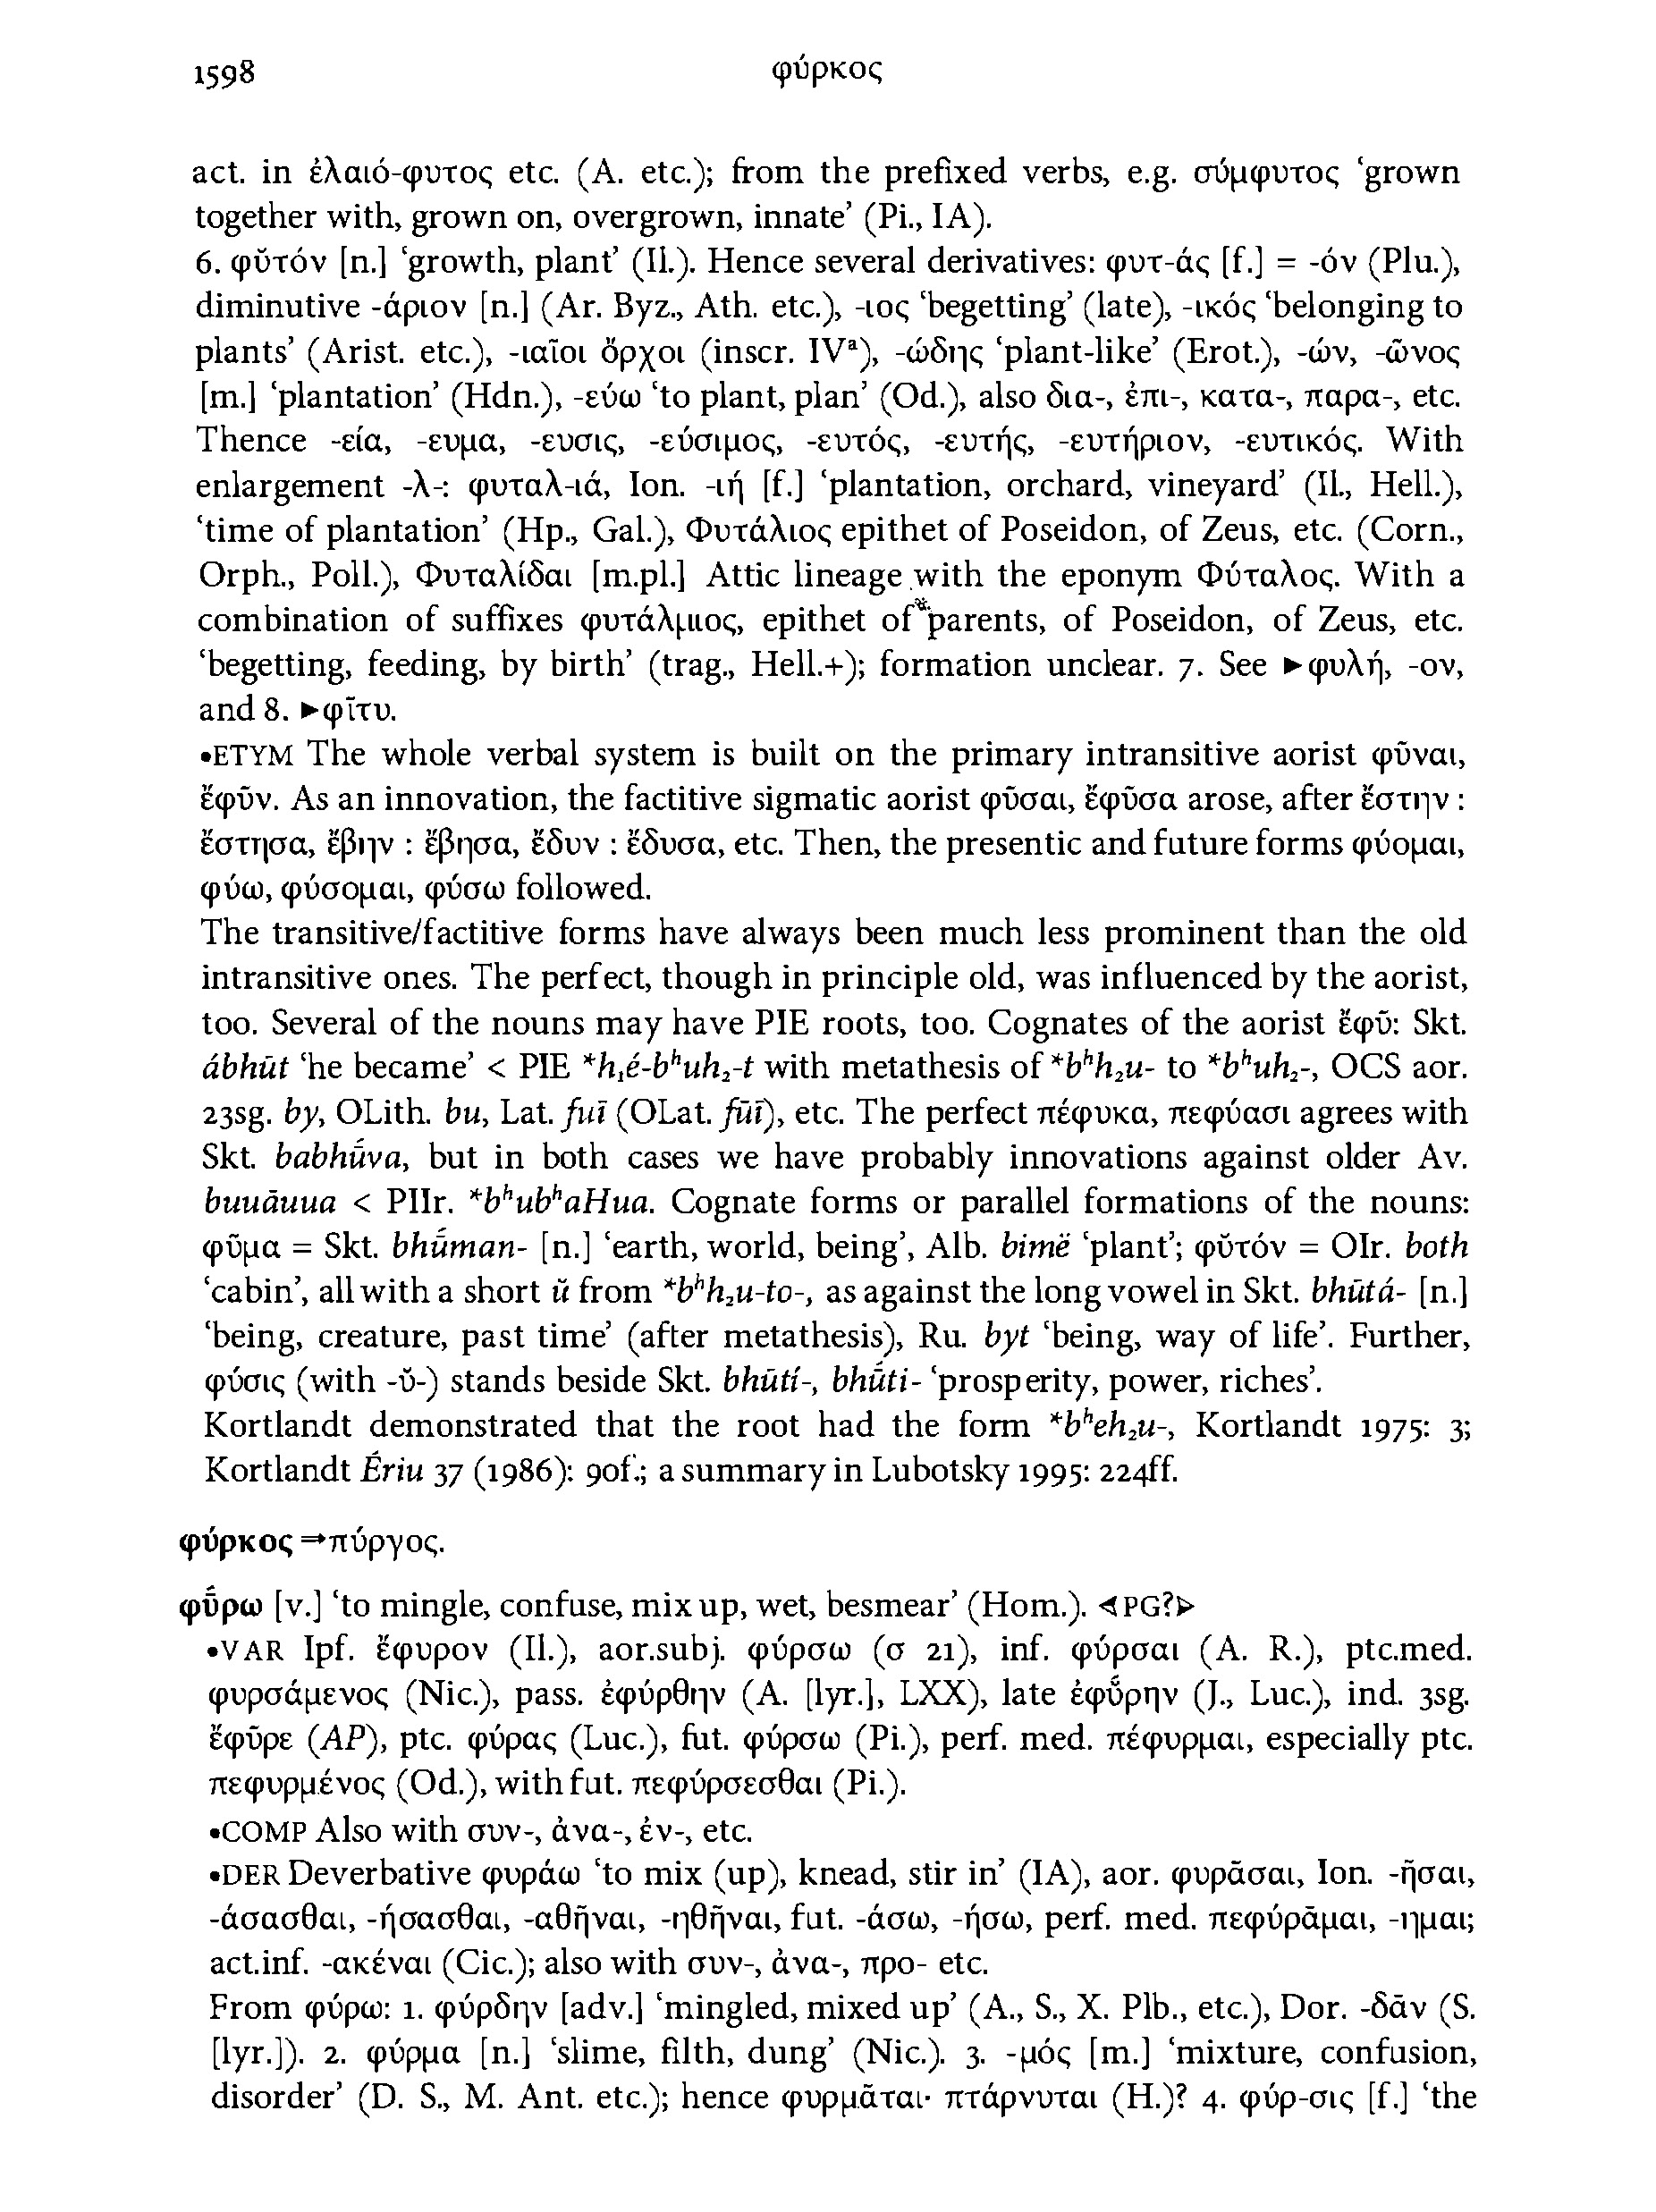 1598 φύρκος
act. in ἐλαιό-φυτος etc. (A. etc.); from the prefixed verbs, e.g. σύμφυτος ‘grown
together with, grown on, overgrown, innate’ (Pi., IA).
6. φῠτόν [n.] ‘growth, plant’ (Il.). Hence several derivatives: φυτ-άς [f.] = -όν (Plu.),
diminutive -άριον [n.] (Ar. Byz., Ath. etc.), -ιος ‘begetting’ (late), -ικός ‘belonging to
plants’ (Arist. etc.), -ιαῖοι ὄρχοι (inscr. IVᵃ), -ώδης ‘plant-like’ (Erot.), -ών, -ῶνος
[m.] ‘plantation’ (Hdn.), -εύω ‘to plant, plan’ (Od.), also δια-, ἐπι-, κατα-, παρα-, etc.
Thence -εία, -ευμα, -ευσις, -εύσιμος, -ευτός, -ευτής, -ευτήριον, -ευτικός. With
enlargement -λ-: φυταλ-ιά, Ion. -ιή [f.] ‘plantation, orchard, vineyard’ (Il., Hell.),
‘time of plantation’ (Hp., Gal.), Φυτάλιος epithet of Poseidon, of Zeus, etc. (Corn.,
Orph., Poll.), Φυταλίδαι [m.pl.] Attic lineage with the eponym Φύταλος. With a
combination of suffixes φυτάλμιος, epithet of parents, of Poseidon, of Zeus, etc.
‘begetting, feeding, by birth’ (trag., Hell.+); formation unclear. 7. See ►φυλή, -ον,
and 8. ►φῖτυ.
•ETYM The whole verbal system is built on the primary intransitive aorist φῦναι,
ἔφῡν. As an innovation, the factitive sigmatic aorist φῦσαι, ἔφῡσα arose, after ἔστην :
ἔστησα, ἔβην : ἔβησα, ἔδυν : ἔδυσα, etc. Then, the presentic and future forms φύομαι,
φύω, φύσομαι, φύσω followed.
The transitive/factitive forms have always been much less prominent than the old
intransitive ones. The perfect, though in principle old, was influenced by the aorist,
too. Several of the nouns may have PIE roots, too. Cognates of the aorist ἔφῡ: Skt.
ábhūt ‘he became’ < PIE *h₁é-bʰuh₂-t with metathesis of *bʰh₂u- to *bʰuh₂-, OCS aor.
23sg. by, OLith. bu, Lat. fuī (OLat. fūī), etc. The perfect πέφυκα, πεφύασι agrees with
Skt. babhū́va, but in both cases we have probably innovations against older Av.
buuāuua < PIIr. *bʰubʰaHua. Cognate forms or parallel formations of the nouns:
φῦμα = Skt. bhū́man- [n.] ‘earth, world, being’, Alb. bimë ‘plant’; φῠτόν = OIr. both
‘cabin’, all with a short ŭ from *bʰh₂u-to-, as against the long vowel in Skt. bhūtá- [n.]
‘being, creature, past time’ (after metathesis), Ru. byt ‘being, way of life’. Further,
φύσις (with -ῠ-) stands beside Skt. bhūtí-, bhū́ti- ‘prosperity, power, riches’.
Kortlandt demonstrated that the root had the form *bʰeh₂u-, Kortlandt 1975: 3;
Kortlandt Ériu 37 (1986): 90f.; a summary in Lubotsky 1995: 224ff.
φύρκος ⇒πύργος.
φῡ́ρω [v.] ‘to mingle, confuse, mix up, wet, besmear’ (Hom.). ⊲PG?⊳
•VAR Ipf. ἔφυρον (Il.), aor.subj. φύρσω (σ 21), inf. φύρσαι (A. R.), ptc.med.
φυρσάμενος (Nic.), pass. ἐφύρθην (A. [lyr.], LXX), late ἐφῡ́ρην (J., Luc.), ind. 3sg.
ἔφῡρε (AP), ptc. φύρας (Luc.), fut. φύρσω (Pi.), perf. med. πέφυρμαι, especially ptc.
πεφυρμένος (Od.), with fut. πεφύρσεσθαι (Pi.).
•COMP Also with συν-, ἀνα-, ἐν-, etc.
•DER Deverbative φυράω ‘to mix (up), knead, stir in’ (IA), aor. φυρᾶσαι, Ion. -ῆσαι,
-άσασθαι, -ήσασθαι, -αθῆναι, -ηθῆναι, fut. -άσω, -ήσω, perf. med. πεφύρᾱμαι, -ημαι;
act.inf. -ακέναι (Cic.); also with συν-, ἀνα-, προ- etc.
From φύρω: 1. φύρδην [adv.] ‘mingled, mixed up’ (A., S., X. Plb., etc.), Dor. -δᾱν (S.
[lyr.]). 2. φύρμα [n.] ‘slime, filth, dung’ (Nic.). 3. -μός [m.] ‘mixture, confusion,
disorder’ (D. S., M. Ant. etc.); hence φυρμᾶται· πτάρνυται (H.)? 4. φύρ-σις [f.] ‘the